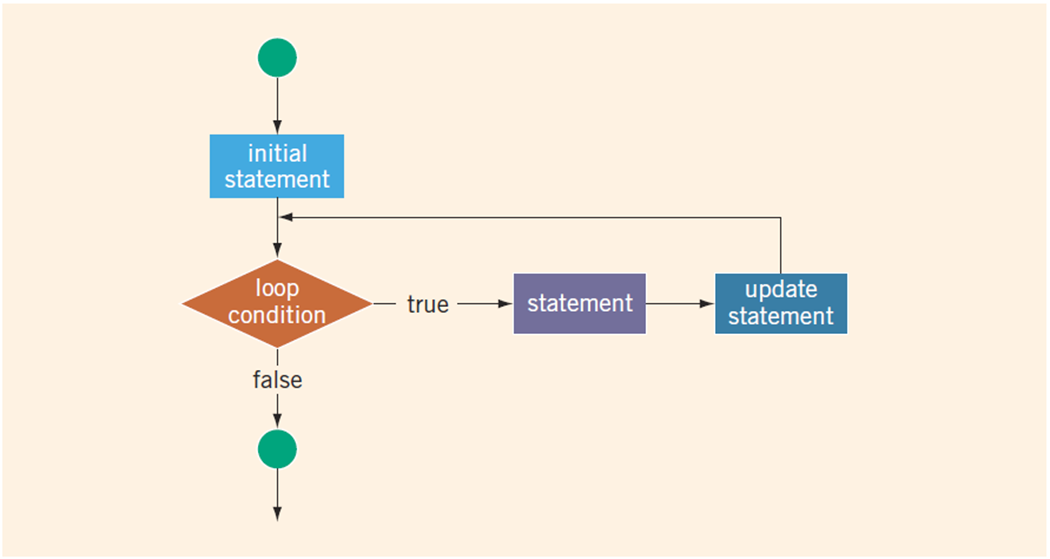 initial
statement
loop
condition
true
statement
update
statement
false